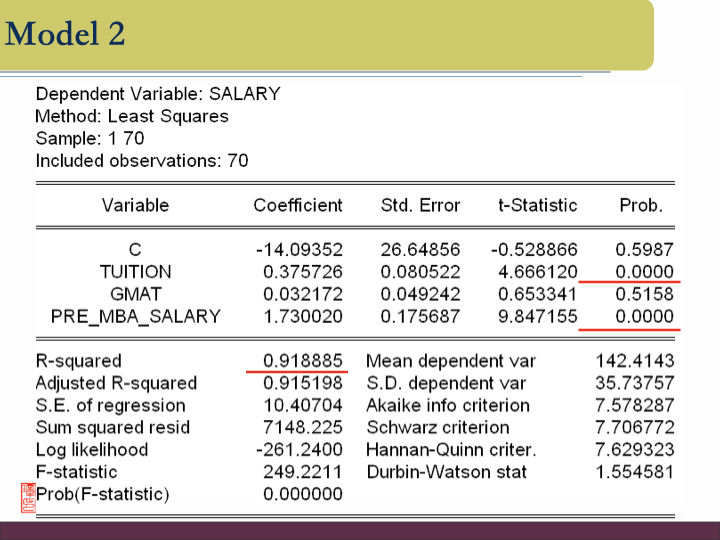 Model 2
Dependent Variable: SALARY
Method: Least Squares
Sample: 1 70
Included observations: 70
Variable Coefficient Std. Error t-Statistic Prob.
C -14.09352 26.64856 -0.528866 0.5987
TUITION 0.375726 0.080522 4.666120 0.0000
GMAT 0.032172 0.049242 0.653341 0.5158
PRE_MBA_SALARY 1.730020 0.175687 9.847155 0.0000
R-squared 0.918885 Mean dependent var 142.4143
Adjusted R-squared 0.915198 S.D. dependent var 35.73757
S.E. of regression 10.40704 Akaike info criterion 7.578287
Sum squared resid 7148.225 Schwarz criterion 7.706772
Log likelihood -261.2400 Hannan-Quinn criter. 7.629323
F-statistic 249.2211 Durbin-Watson stat 1.554581
Prob(F-statistic) 0.000000